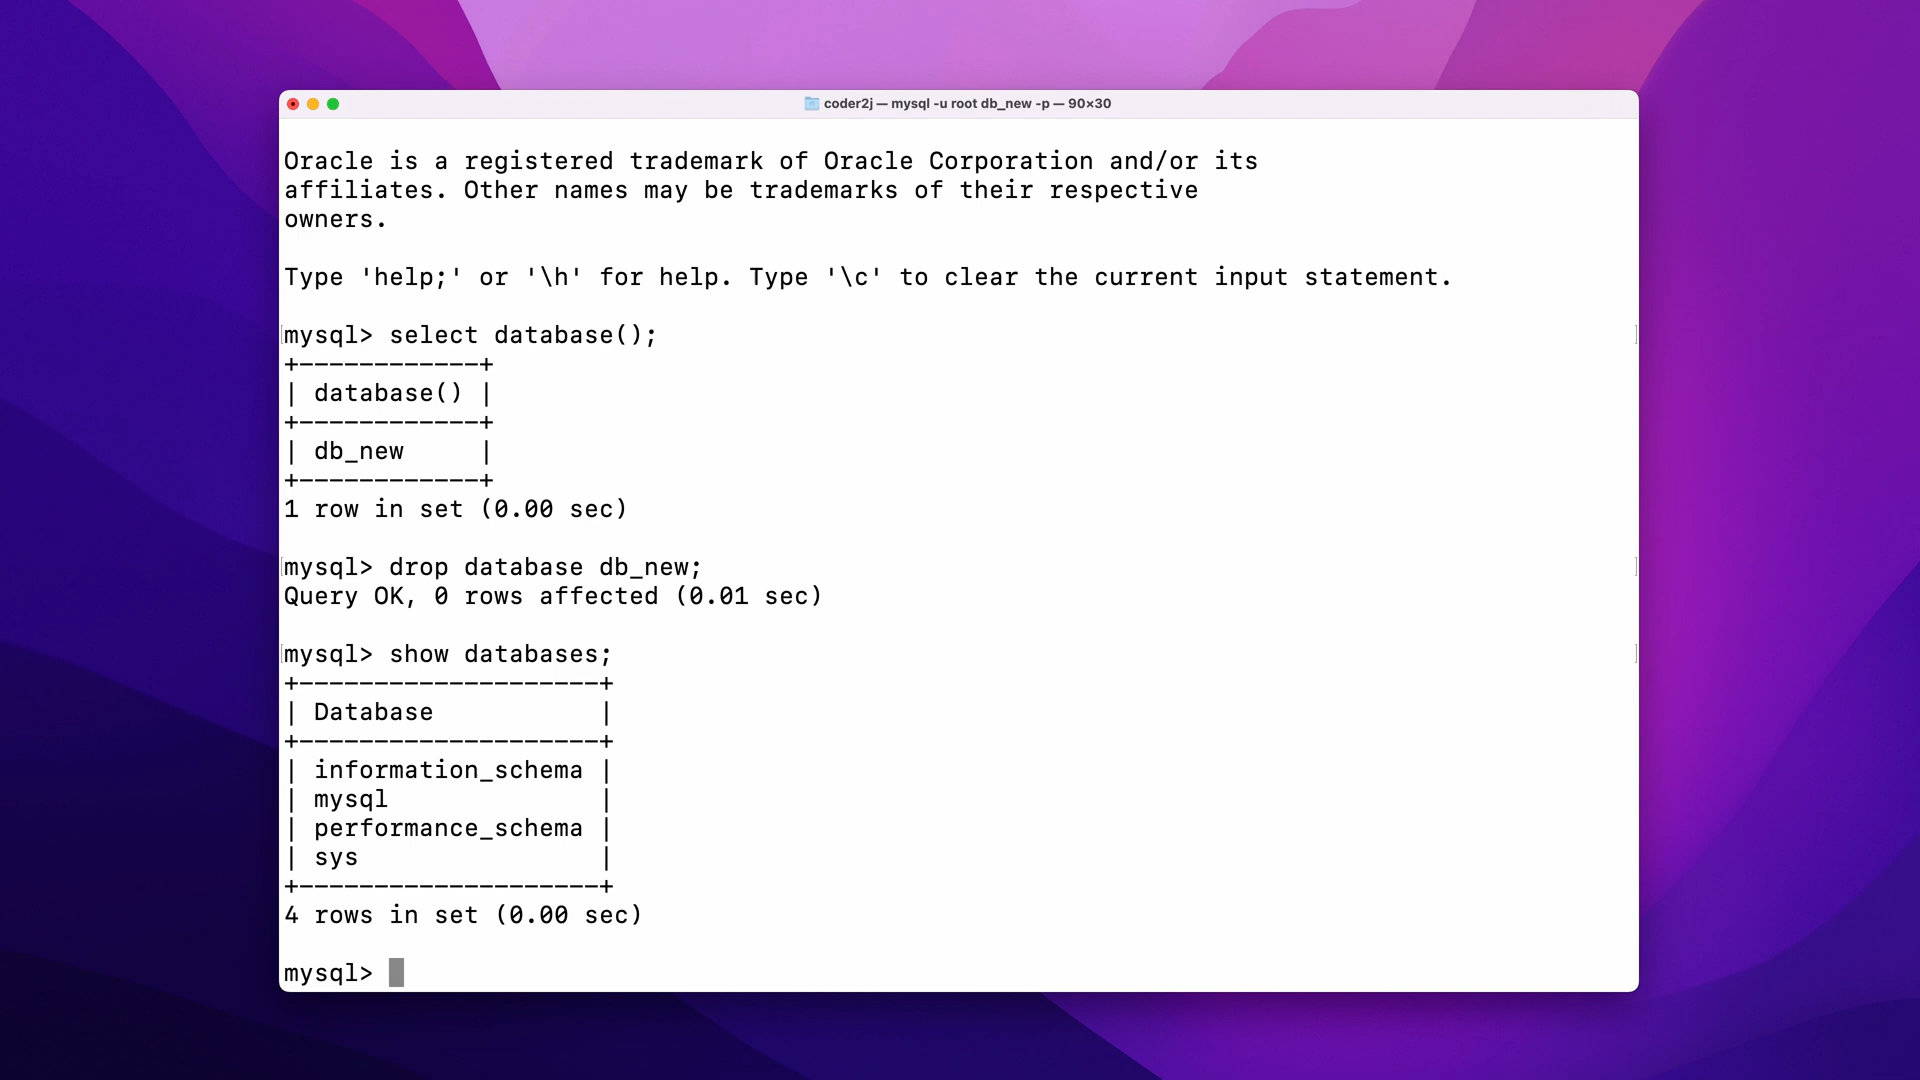 coder2j — mysql -u root db_new -p — 90×30
Oracle is a registered trademark of Oracle Corporation and/or its
affiliates. Other names may be trademarks of their respective
owners.
Type 'help;' or '\h' for help. Type '\c' to clear the current input statement.
mysql> select database();
+------------+
| database() |
+------------+
| db_new     |
+------------+
1 row in set (0.00 sec)
mysql> drop database db_new;
Query OK, 0 rows affected (0.01 sec)
mysql> show databases;
+--------------------+
| Database           |
+--------------------+
| information_schema |
| mysql              |
| performance_schema |
| sys                |
+--------------------+
4 rows in set (0.00 sec)
mysql>